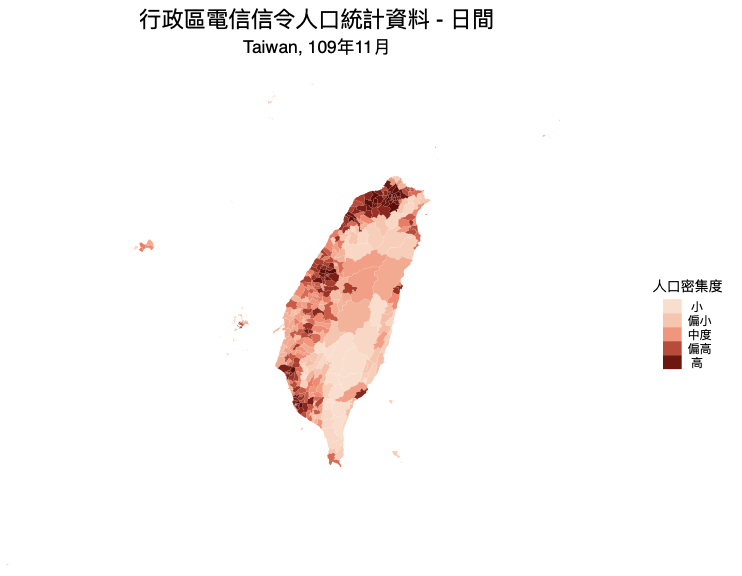 行政區電信信令人口統計資料 - 日間
Taiwan, 109年11月
人口密集度
小
偏小
中度
偏高
高